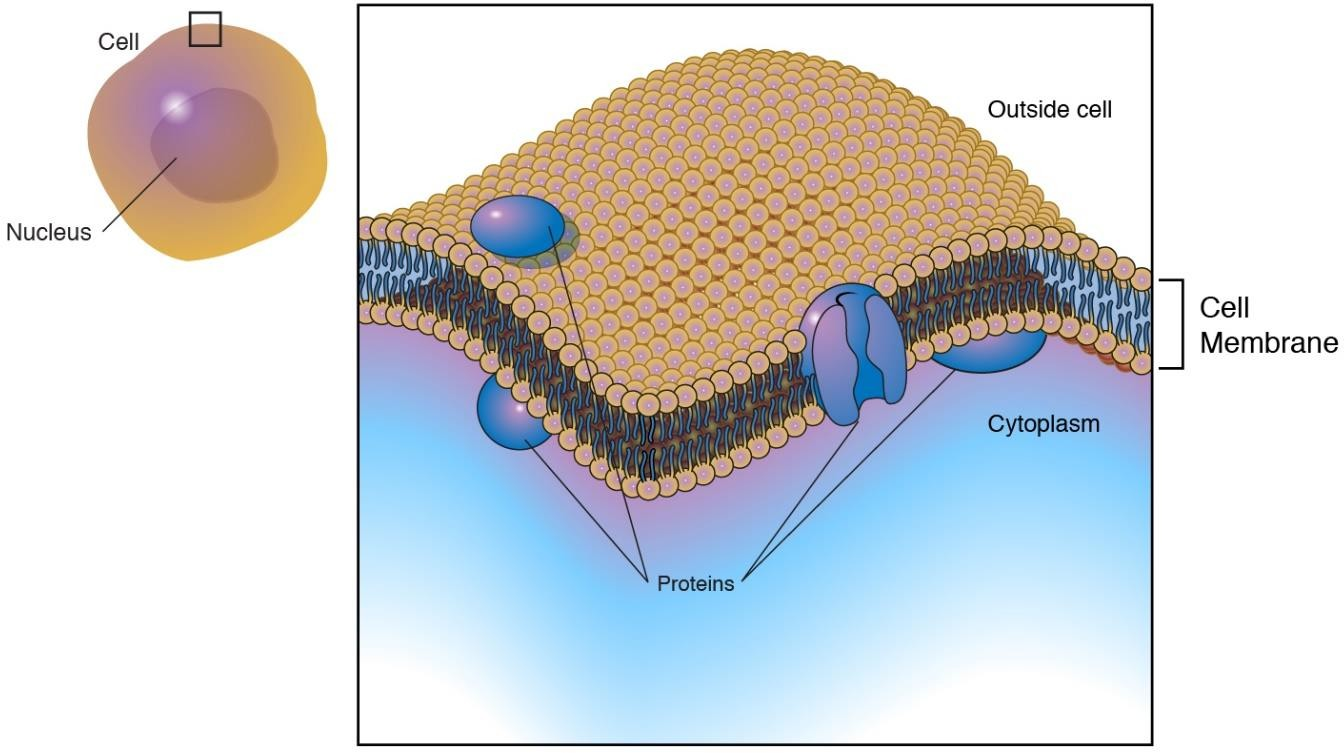 Cell
Nucleus
Outside cell
Cell
Membrane
Cytoplasm
Proteins